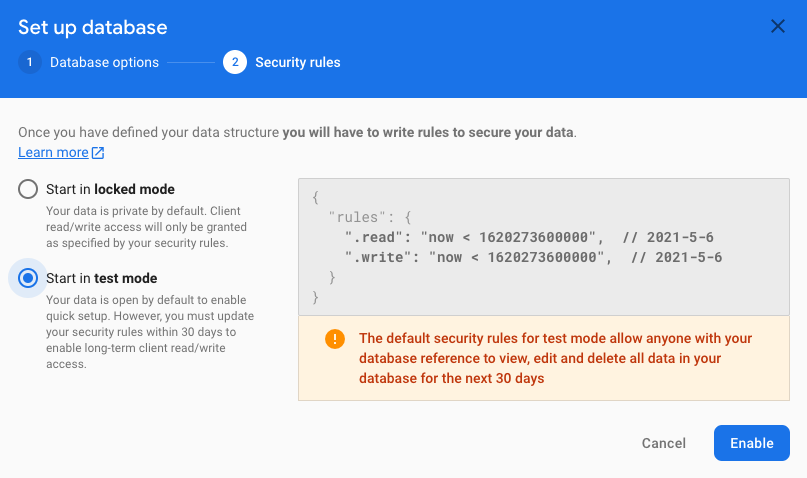 Set up database
1 Database options 2 Security rules
Once you have defined your data structure you will have to write rules to secure your data.
Learn more
Start in locked mode
Your data is private by default. Client
read/write access will only be granted
as specified by your security rules.
Start in test mode
Your data is open by default to enable
quick setup. However, you must update
your security rules within 30 days to
enable long-term client read/write
access.
{
"rules": {
".read": "now < 1620273600000", // 2021-5-6
".write": "now < 1620273600000", // 2021-5-6
}
}
The default security rules for test mode allow anyone with your
database reference to view, edit and delete all data in your
database for the next 30 days
Cancel Enable